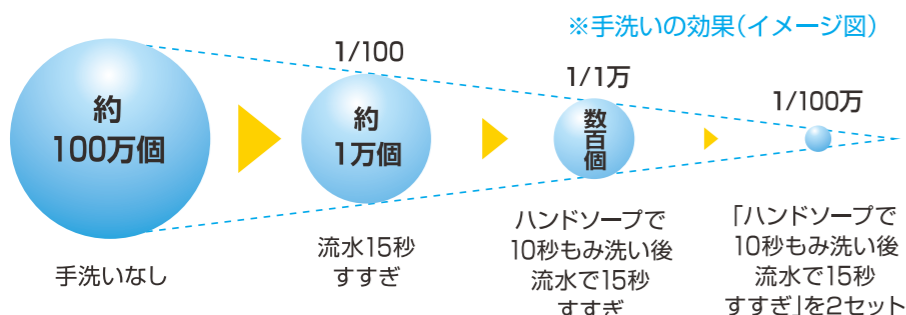 ※手洗いの効果（イメージ図）
約
100万個
手洗いなし
1/100
約
1万個
流水15秒
すすぎ
1/1万
数百個
ハンドソープで
10秒もみ洗い後
流水で15秒
すすぎ
1/100万
「ハンドソープで
10秒もみ洗い後
流水で15秒
すすぎ」を2セット